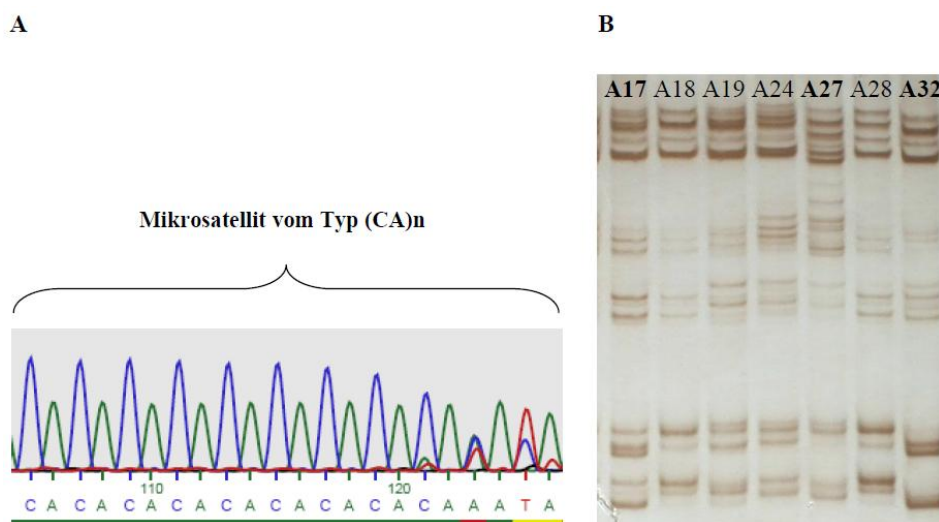 A
B
A17 A18 A19 A24 A27 A28 A32
Mikrosatellit vom Typ (CA)n
110 120
C A C A C A C A C A C A C A C A C A A A T A